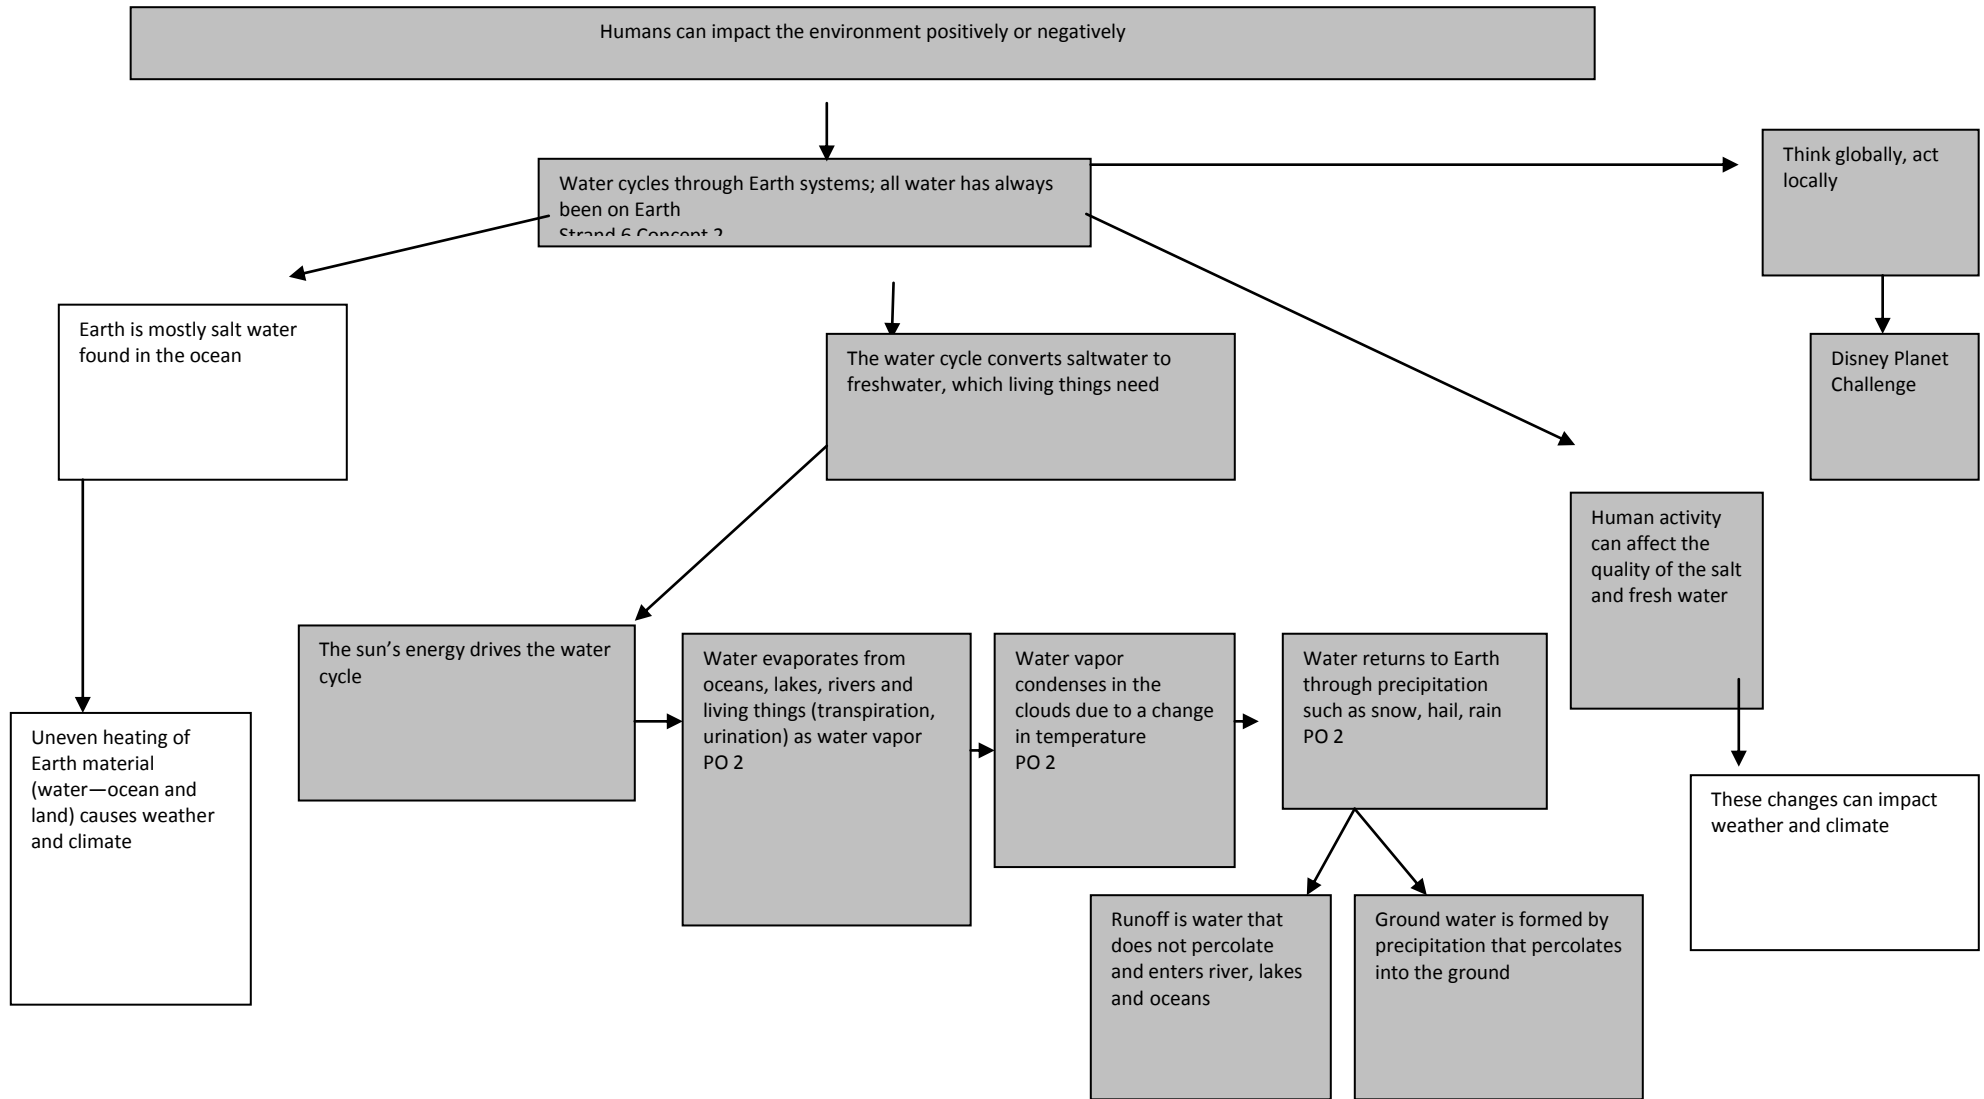 Humans can impact the environment positively or negatively
Water cycles through Earth systems; all water has always
been on Earth
Strand 6 Concept 2
Think globally, act
locally
Earth is mostly salt water
found in the ocean
The water cycle converts saltwater to
freshwater, which living things need
Disney Planet
Challenge
Human activity
can affect the
quality of the salt
and fresh water
The sun’s energy drives the water
cycle
Water evaporates from
oceans, lakes, rivers and
living things (transpiration,
urination) as water vapor
PO 2
Water vapor
condenses in the
clouds due to a change
in temperature
PO 2
Water returns to Earth
through precipitation
such as snow, hail, rain
PO 2
Uneven heating of
Earth material
(water—ocean and
land) causes weather
and climate
These changes can impact
weather and climate
Runoff is water that
does not percolate
and enters river, lakes
and oceans
Ground water is formed by
precipitation that percolates
into the ground